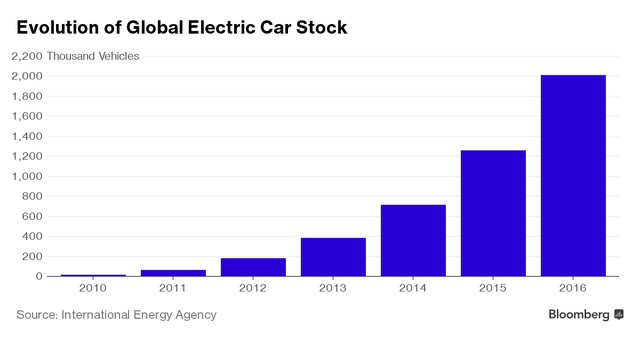 Evolution of Global Electric Car Stock
2,200 Thousand Vehicles
2,000
1,800
1,600
1,400
1,200
1,000
800
600
400
200
0
2010 2011 2012 2013 2014 2015 2016
Source: International Energy Agency
Bloomberg